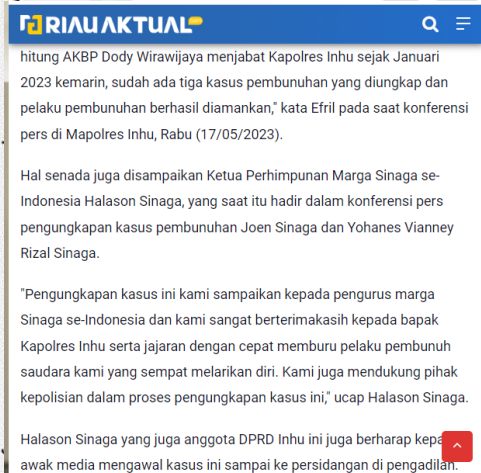 RIAUAKTUAL
hitung AKBP Dody Wirawijaya menjabat Kapolres Inhu sejak Januari
2023 kemarin, sudah ada tiga kasus pembunuhan yang diungkap dan
pelaku pembunuhan berhasil diamankan," kata Efril pada saat konferensi
pers di Mapolres Inhu, Rabu (17/05/2023).
Hal senada juga disampaikan Ketua Perhimpunan Marga Sinaga se-
Indonesia Halason Sinaga, yang saat itu hadir dalam konferensi pers
pengungkapan kasus pembunuhan Joen Sinaga dan Yohanes Vianney
Rizal Sinaga.
"Pengungkapan kasus ini kami sampaikan kepada pengurus marga
Sinaga se-Indonesia dan kami sangat berterimakasih kepada bapak
Kapolres Inhu serta jajaran dengan cepat memburu pelaku pembunuh
saudara kami yang sempat melarikan diri. Kami juga mendukung pihak
kepolisian dalam proses pengungkapan kasus ini," ucap Halason Sinaga.
Halason Sinaga yang juga anggota DPRD Inhu ini juga berharap
awak media mengawal kasus ini sampai ke persidangan di pengadilan.